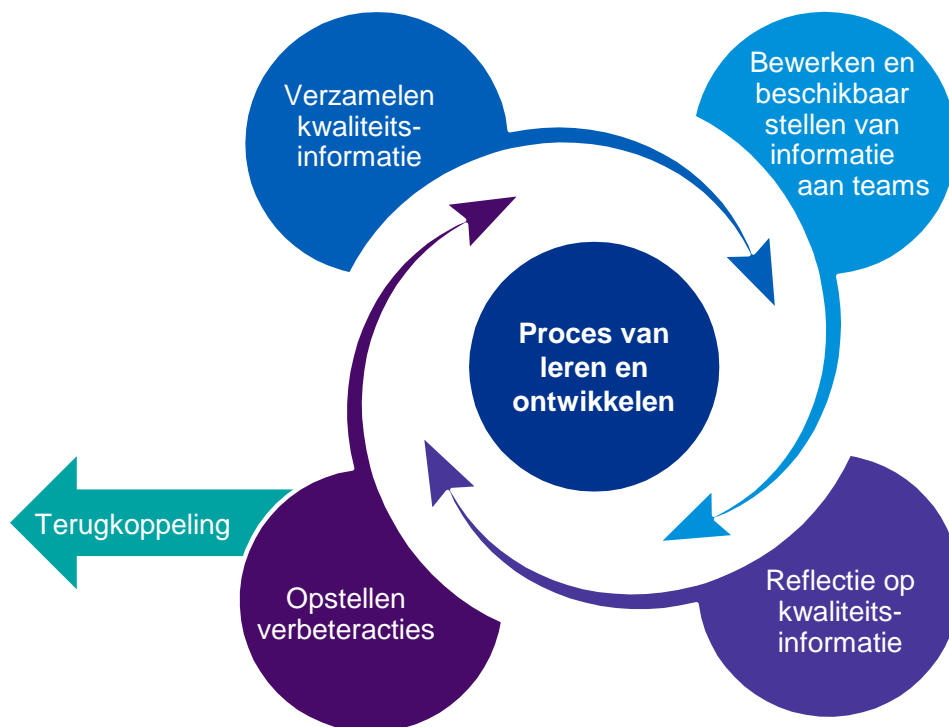 Verzamelen
kwaliteits-
informatie
Bewerken en
beschikbaar
stellen van
informatie
aan teams
Proces van
leren en
ontwikkelen
Terugkoppeling
Opstellen
verbeteracties
Reflectie op
kwaliteits-
informatie